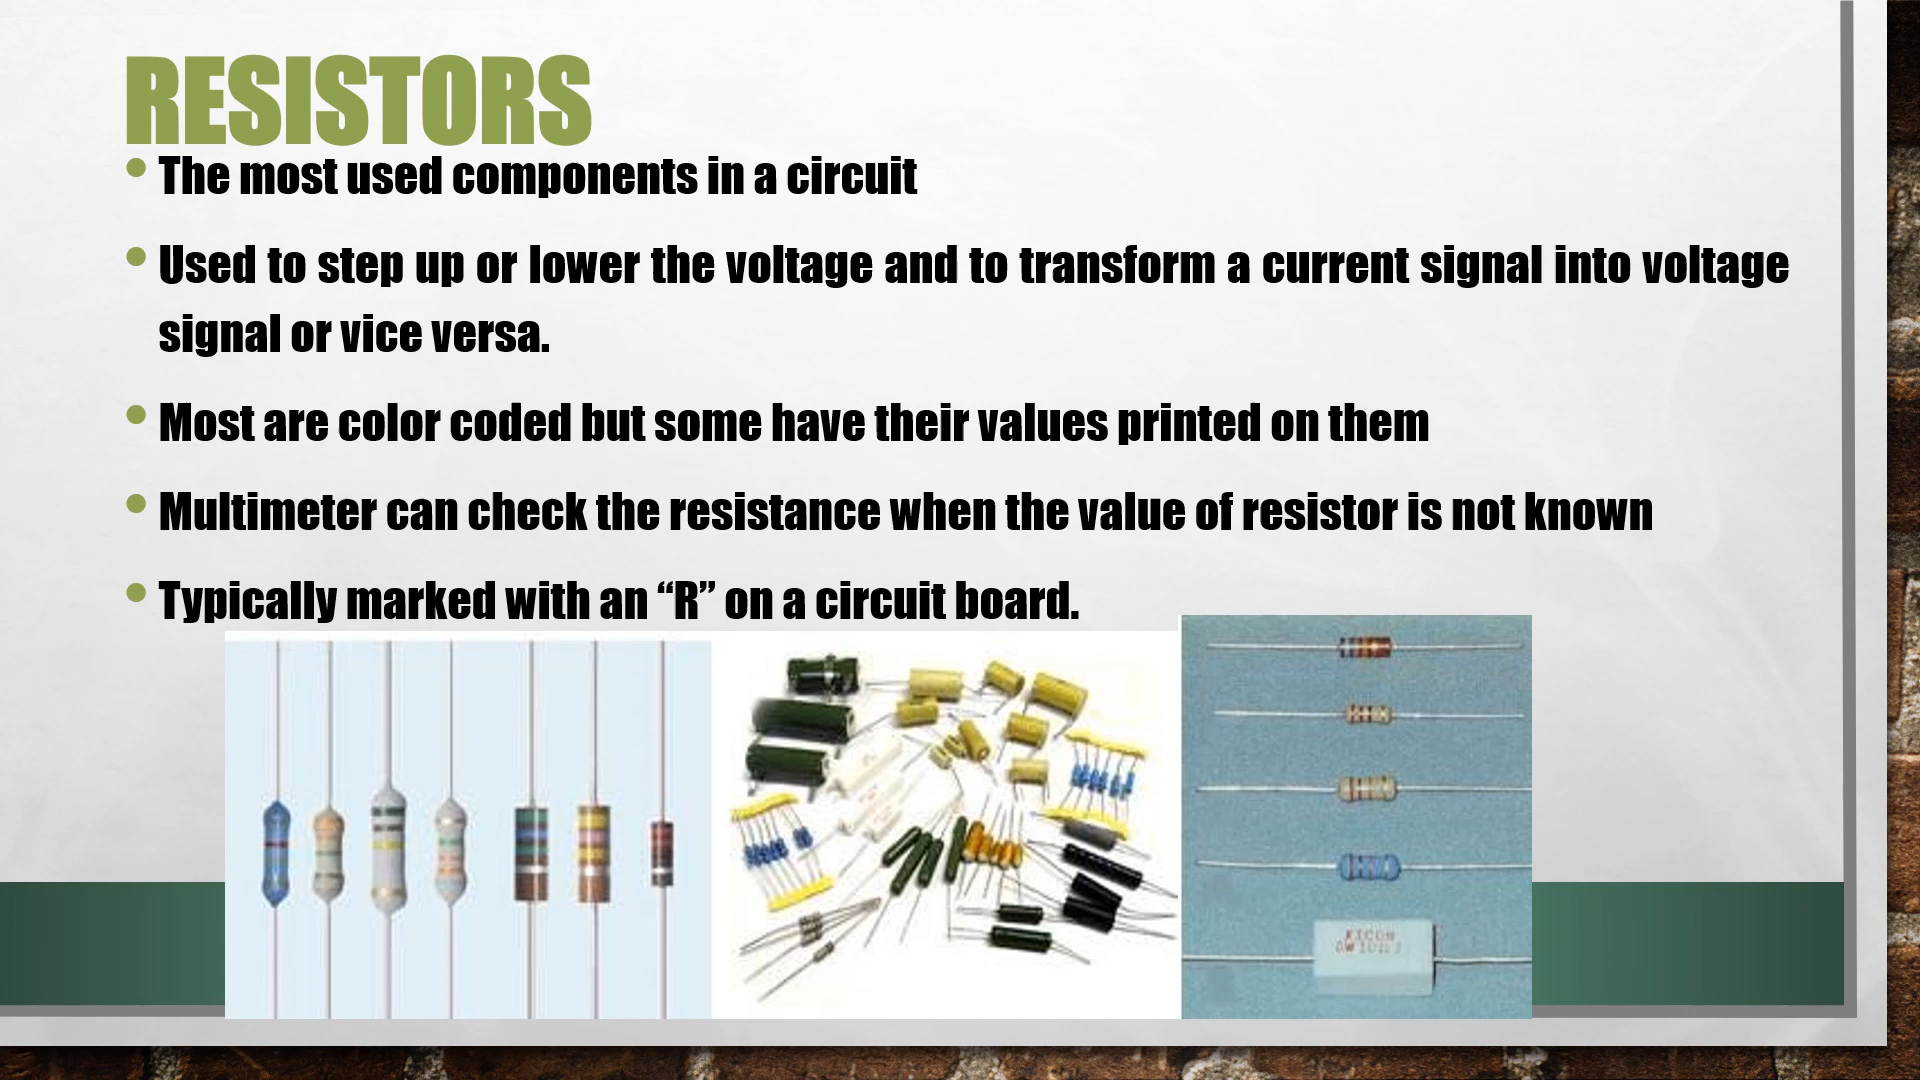 RESISTORS
• The most used components in a circuit
• Used to step up or lower the voltage and to transform a current signal into voltage
signal or vice versa.
• Most are color coded but some have their values printed on them
• Multimeter can check the resistance when the value of resistor is not known
• Typically marked with an “R” on a circuit board.